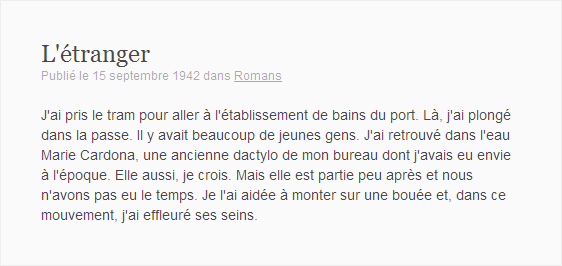 L'étranger
Publié le 15 septembre 1942 dans Romans
J'ai pris le tram pour aller à l'établissement de bains du port. Là, j'ai plongé
dans la passe. Il y avait beaucoup de jeunes gens. J'ai retrouvé dans l'eau
Marie Cardona, une ancienne dactylo de mon bureau dont j'avais eu envie
à l'époque. Elle aussi, je crois. Mais elle est partie peu après et nous
n'avons pas eu le temps. Je l'ai aidée à monter sur une bouée et, dans ce
mouvement, j'ai effleuré ses seins.